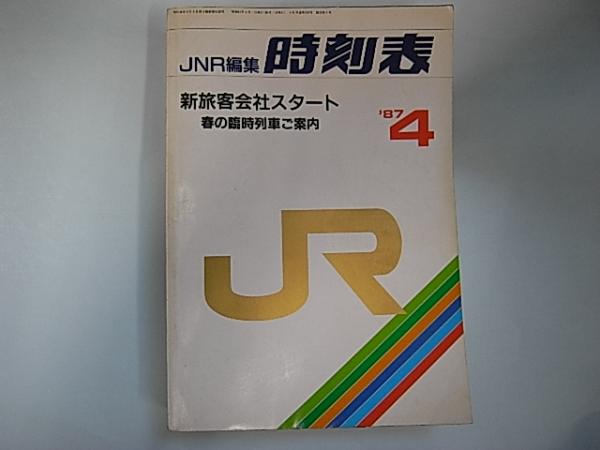 JNR編集 時刻表
新旅客会社スタート
春の臨時列車ご案内
'87 4
JR